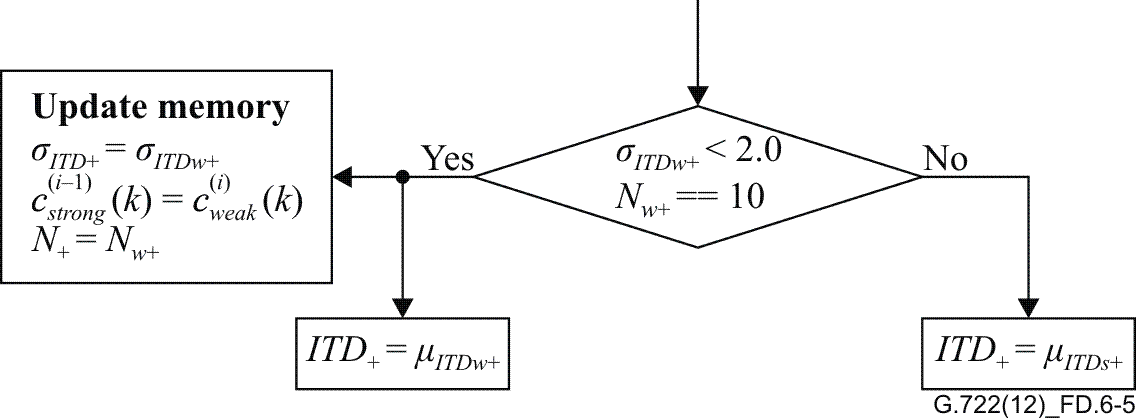 Update memory
σ_ITD+ = σ_ITDw+
c_strong^(i–1)(k) = c_weak^(i)(k)
N_+ = N_w+
Yes
σ_ITDw+ < 2.0
N_w+ == 10
No
ITD_+ = μ_ITDw+
ITD_+ = μ_ITDs+
G.722(12)_FD.6-5